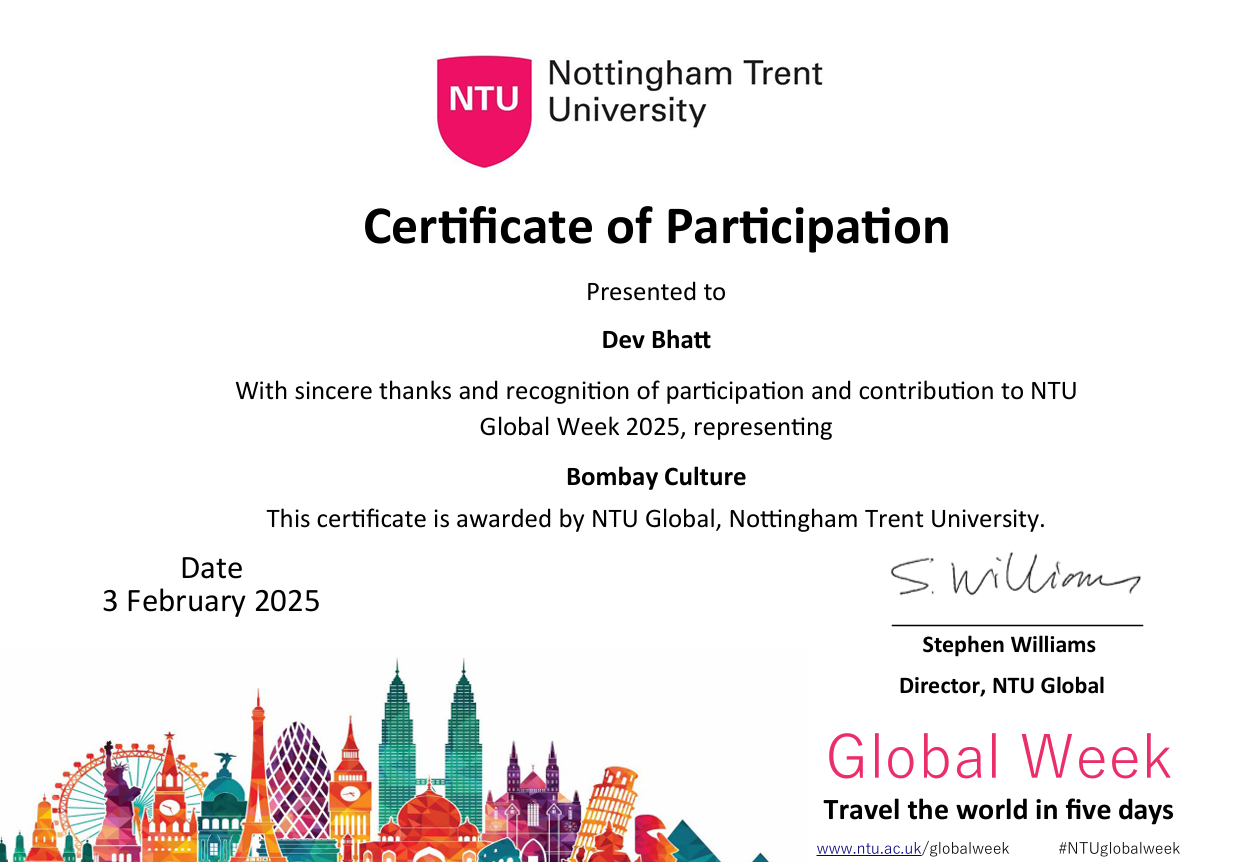 NTU
Nottingham Trent
University
Certificate of Participation
Presented to
Dev Bhatt
With sincere thanks and recognition of participation and contribution to NTU
Global Week 2025, representing
Bombay Culture
This certificate is awarded by NTU Global, Nottingham Trent University.
Date
3 February 2025
S. Williams
Stephen Williams
Director, NTU Global
Global Week
Travel the world in five days
www.ntu.ac.uk/globalweek #NTUglobalweek